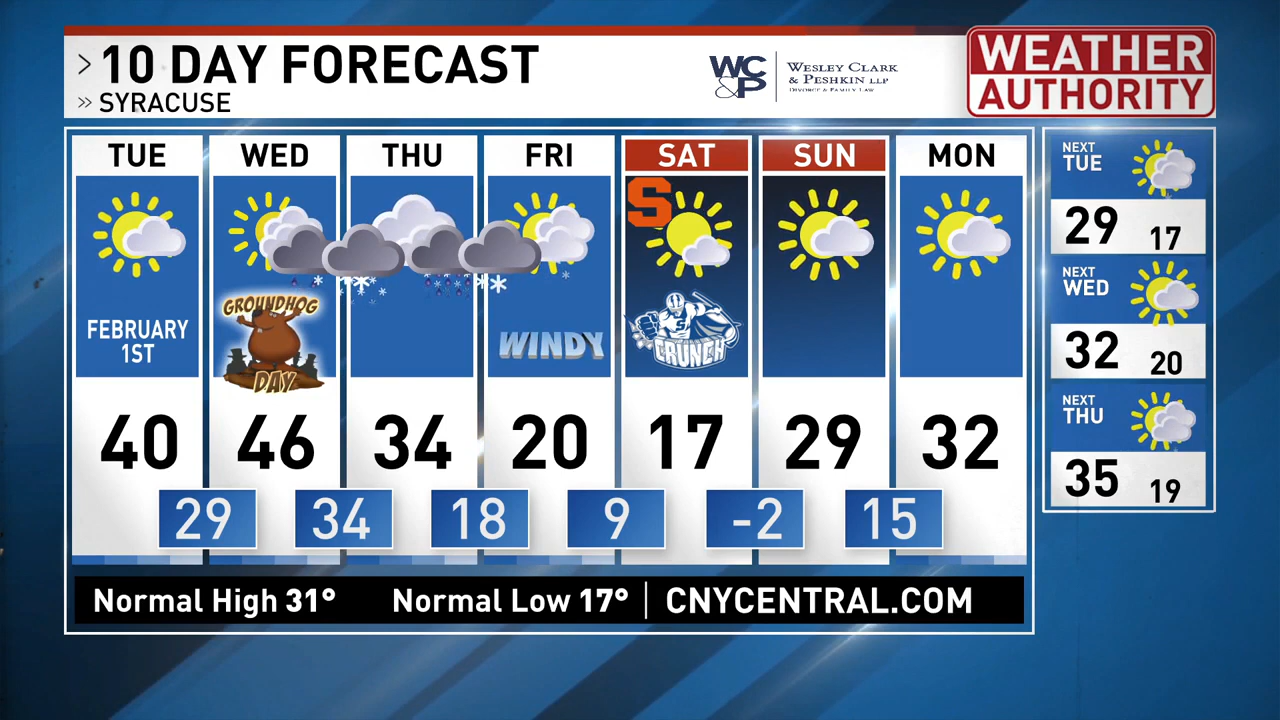 > 10 DAY FORECAST
» SYRACUSE
WC
&P
WESLEY CLARK
& PESHKIN LLP
DIVORCE & FAMILY LAW
WEATHER
AUTHORITY
TUE WED THU FRI SAT SUN MON
S
FEBRUARY
1ST
GROUNDHOG
DAY
WINDY
S
CRUNCH
40 46 34 20 17 29 32
29 34 18 9 -2 15
NEXT
TUE
29 17
NEXT
WED
32 20
NEXT
THU
35 19
Normal High 31° Normal Low 17° | CNYCENTRAL.COM